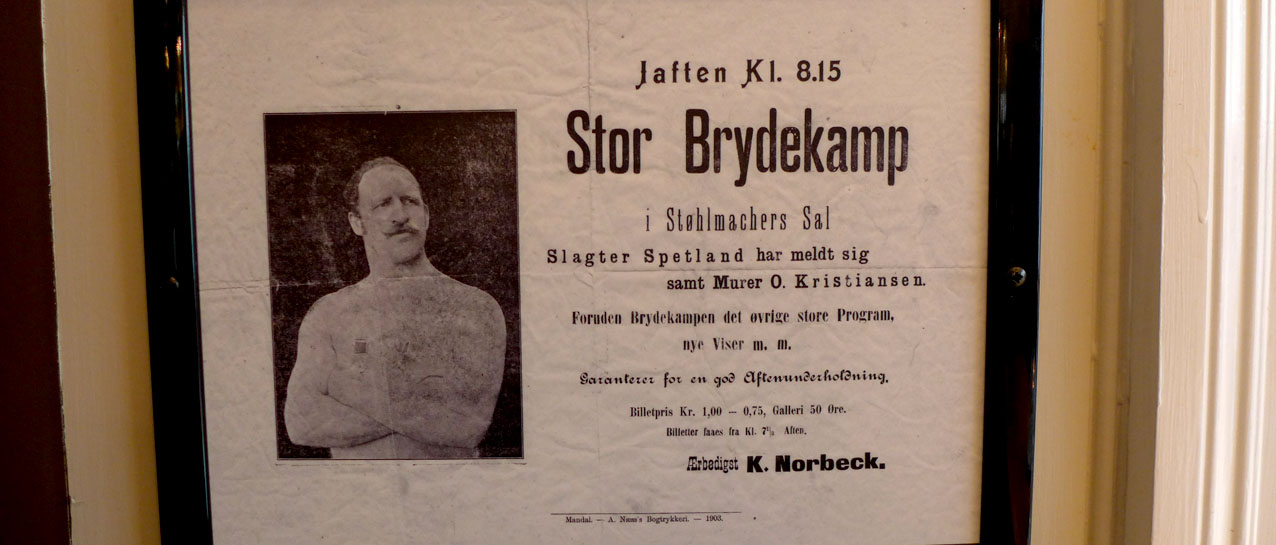 Jaften Kl. 8.15
Stor Brydekamp
i Støhlmachers Sal
Slagter Spetland har meldt sig
samt Murer O. Kristiansen.
Foruden Brydekampen det øvrige store Program,
nye Viser m. m.
Garanterer for en god Aftenunderholdning.
Billetpris Kr. 1,00 — 0,75, Galleri 50 Øre.
Billetter faaes fra Kl. 7½ Aften.
Ærbødigst K. Norbeck.
Mandal. — A. Næss's Bogtrykkeri. — 1903.